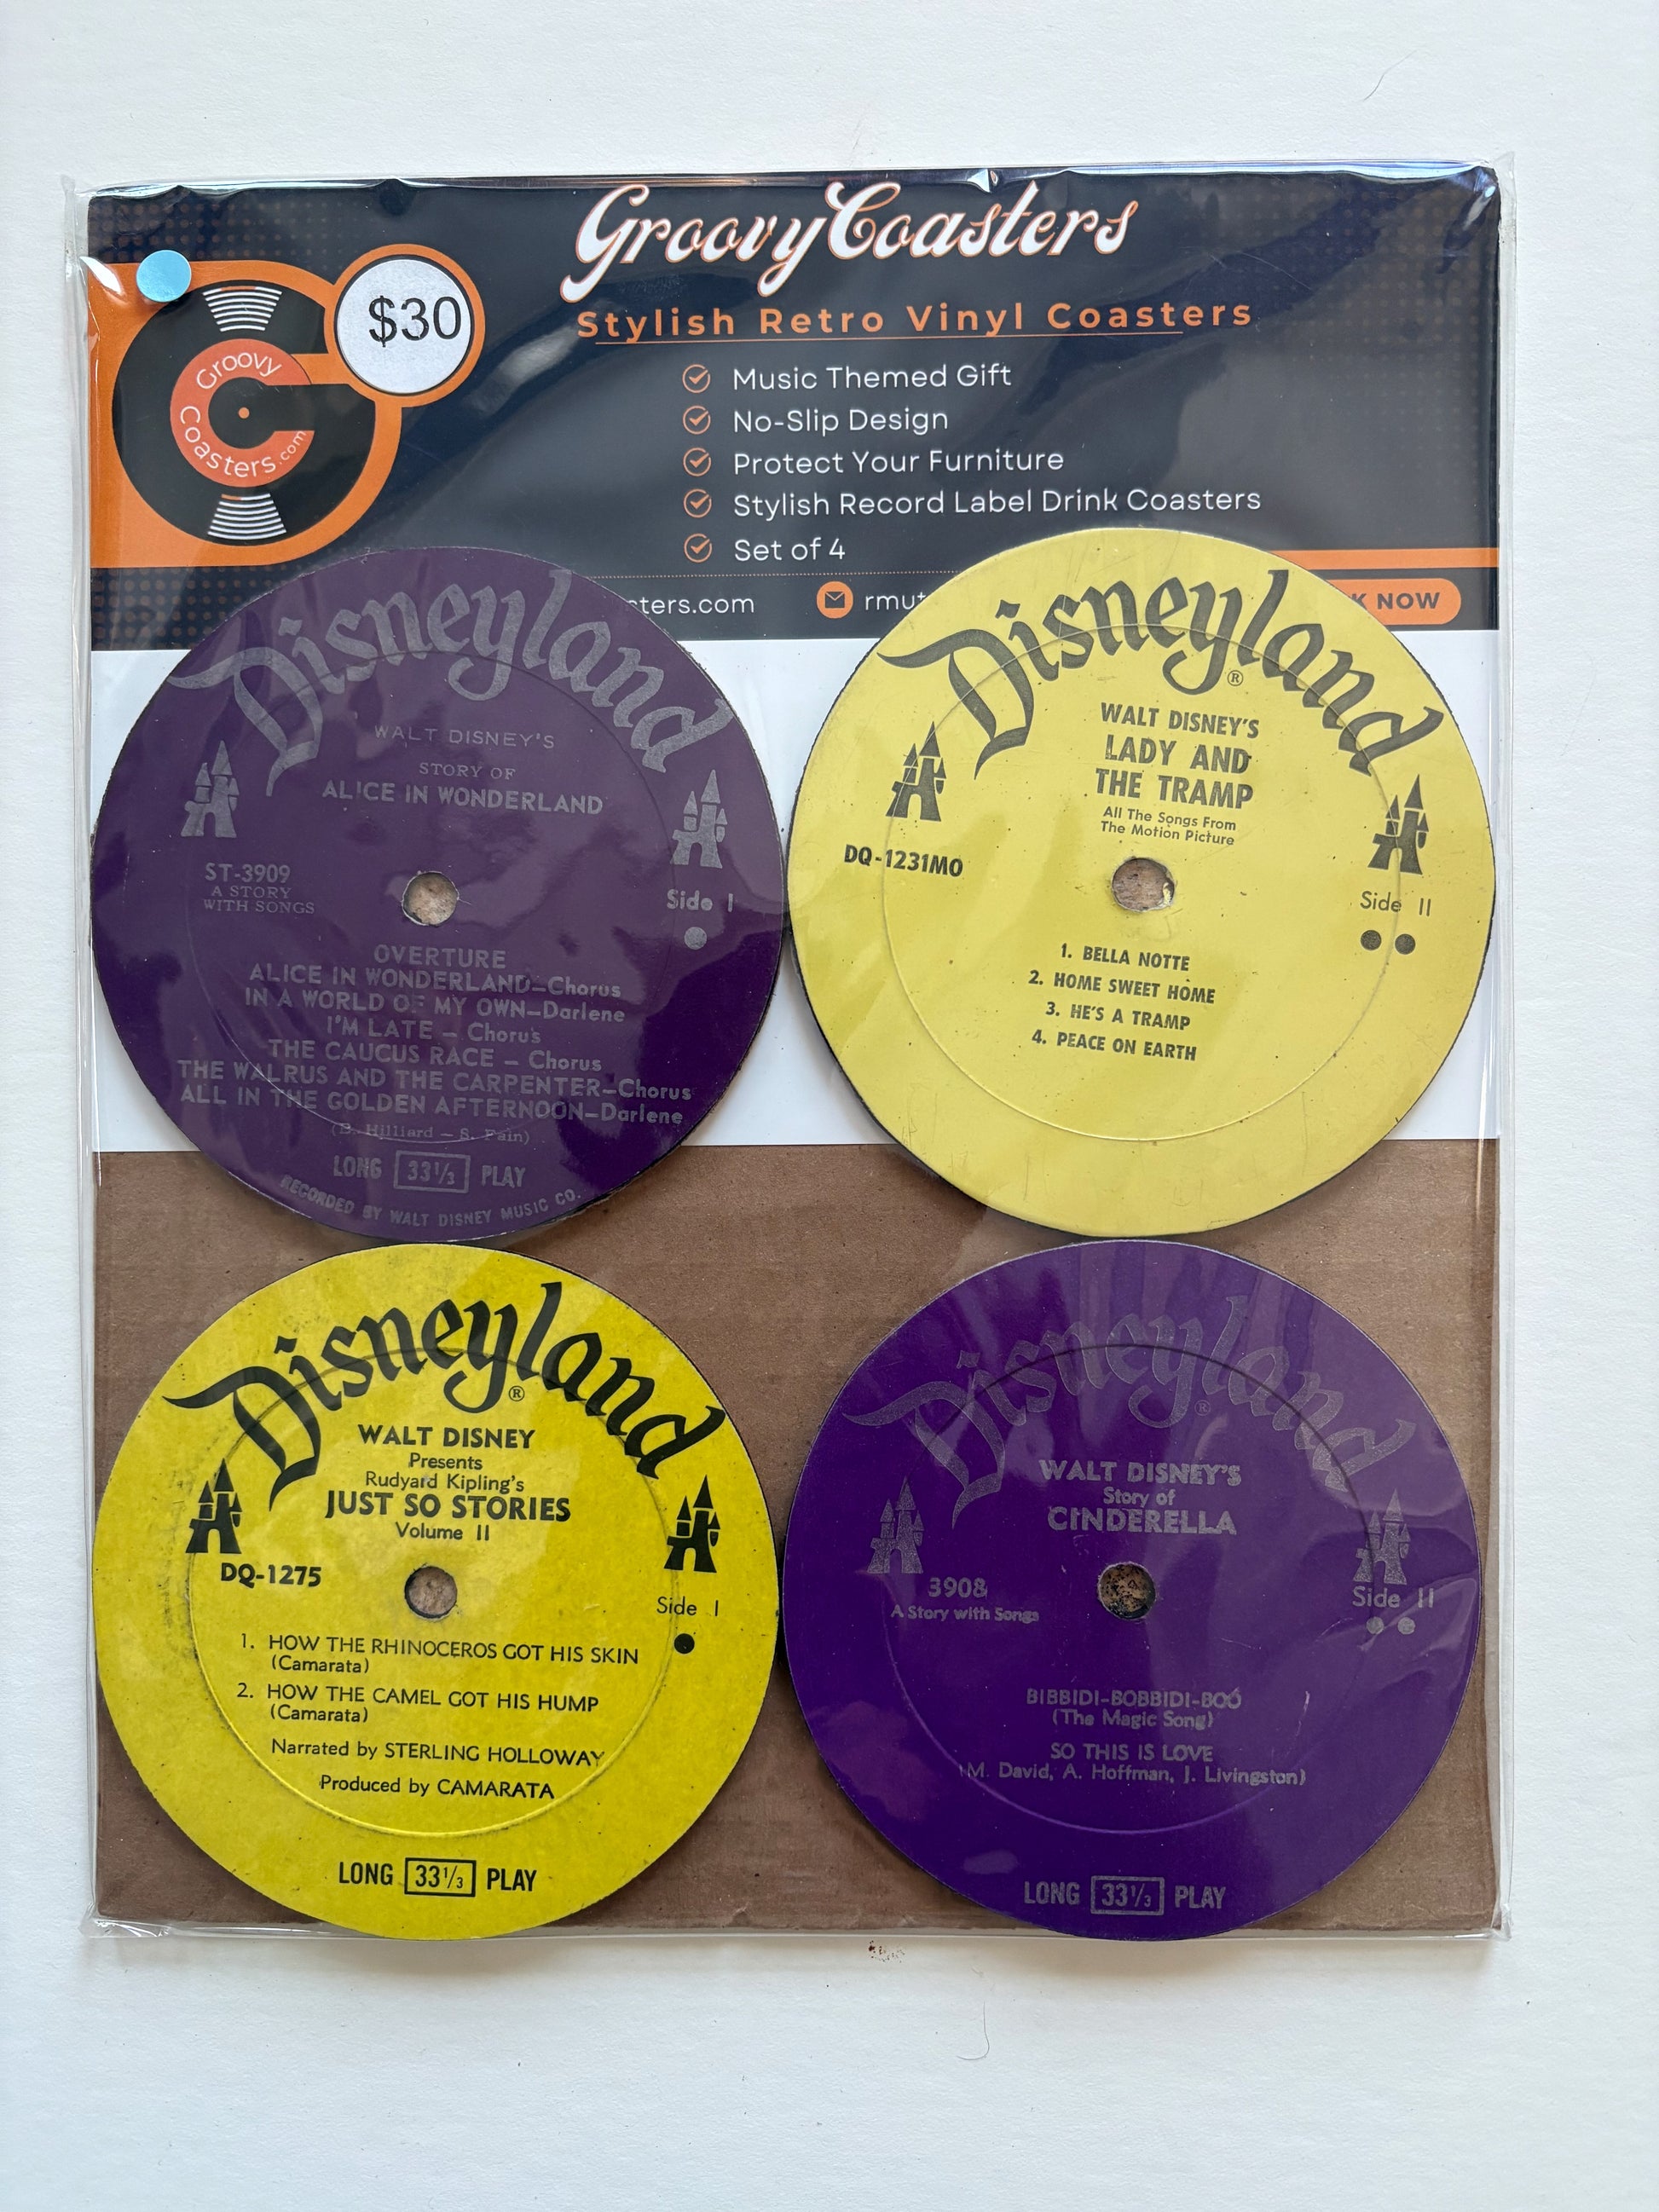 GroovyCoasters
Stylish Retro Vinyl Coasters
$30
Groovy
Coasters.com
Music Themed Gift
No-Slip Design
Protect Your Furniture
Stylish Record Label Drink Coasters
Set of 4
sters.com
rmut
K NOW
Disneyland
WALT DISNEY'S
STORY OF
ALICE IN WONDERLAND
ST-3909
A STORY
WITH SONGS
Side I
OVERTURE
ALICE IN WONDERLAND—Chorus
IN A WORLD OF MY OWN—Darlene
I'M LATE — Chorus
THE CAUCUS RACE — Chorus
THE WALRUS AND THE CARPENTER—Chorus
ALL IN THE GOLDEN AFTERNOON—Darlene
(B. Hilliard — S. Fain)
LONG 33⅓ PLAY
RECORDED BY WALT DISNEY MUSIC CO.
Disneyland®
WALT DISNEY'S
LADY AND
THE TRAMP
All The Songs From
The Motion Picture
DQ-1231MO
Side II
1. BELLA NOTTE
2. HOME SWEET HOME
3. HE'S A TRAMP
4. PEACE ON EARTH
Disneyland®
WALT DISNEY
Presents
Rudyard Kipling's
JUST SO STORIES
Volume II
DQ-1275
Side I
1. HOW THE RHINOCEROS GOT HIS SKIN
(Camarata)
2. HOW THE CAMEL GOT HIS HUMP
(Camarata)
Narrated by STERLING HOLLOWAY
Produced by CAMARATA
LONG 33⅓ PLAY
Disneyland®
WALT DISNEY'S
Story of
CINDERELLA
3908
A Story with Songs
Side II
BIBBIDI-BOBBIDI-BOO
(The Magic Song)
SO THIS IS LOVE
(M. David, A. Hoffman, J. Livingston)
LONG 33⅓ PLAY